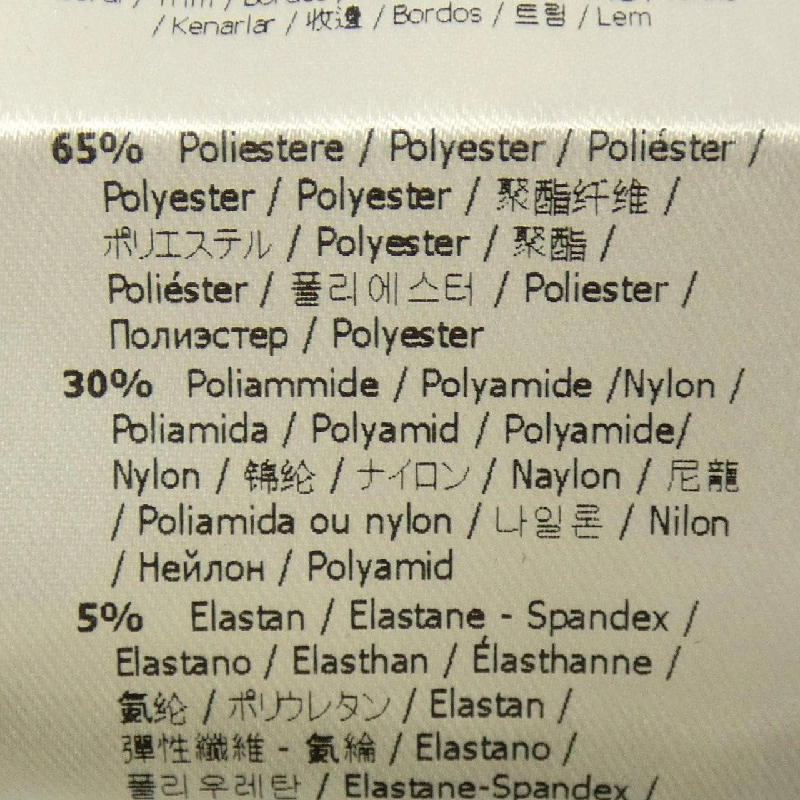 / Kenarlar / 收邊 / Bordos / 트림 / Lem
65% Poliestere / Polyester / Poliéster /
Polyester / Polyester / 聚酯纤维 /
ポリエステル / Polyester / 聚酯 /
Poliéster / 폴리에스터 / Poliester /
Полиэстер / Polyester
30% Poliammide / Polyamide /Nylon /
Poliamida / Polyamid / Polyamide/
Nylon / 锦纶 / ナイロン / Naylon / 尼龍
/ Poliamida ou nylon / 나일론 / Nilon
/ Нейлон / Polyamid
5% Elastan / Elastane - Spandex /
Elastano / Elasthan / Élasthanne /
氨纶 / ポリウレタン / Elastan /
彈性纖維 - 氨綸 / Elastano /
폴리우레탄 / Elastane-Spandex /